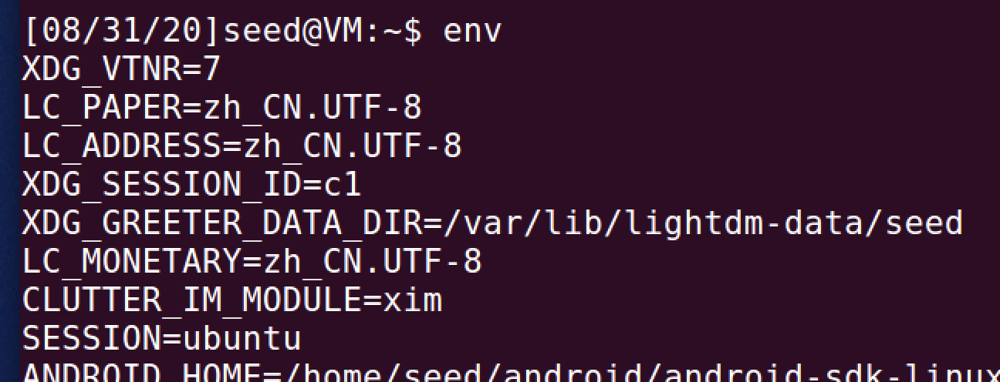 [08/31/20]seed@VM:~$ env
XDG_VTNR=7
LC_PAPER=zh_CN.UTF-8
LC_ADDRESS=zh_CN.UTF-8
XDG_SESSION_ID=c1
XDG_GREETER_DATA_DIR=/var/lib/lightdm-data/seed
LC_MONETARY=zh_CN.UTF-8
CLUTTER_IM_MODULE=xim
SESSION=ubuntu
ANDROID_HOME=/home/seed/android/android-sdk-linux